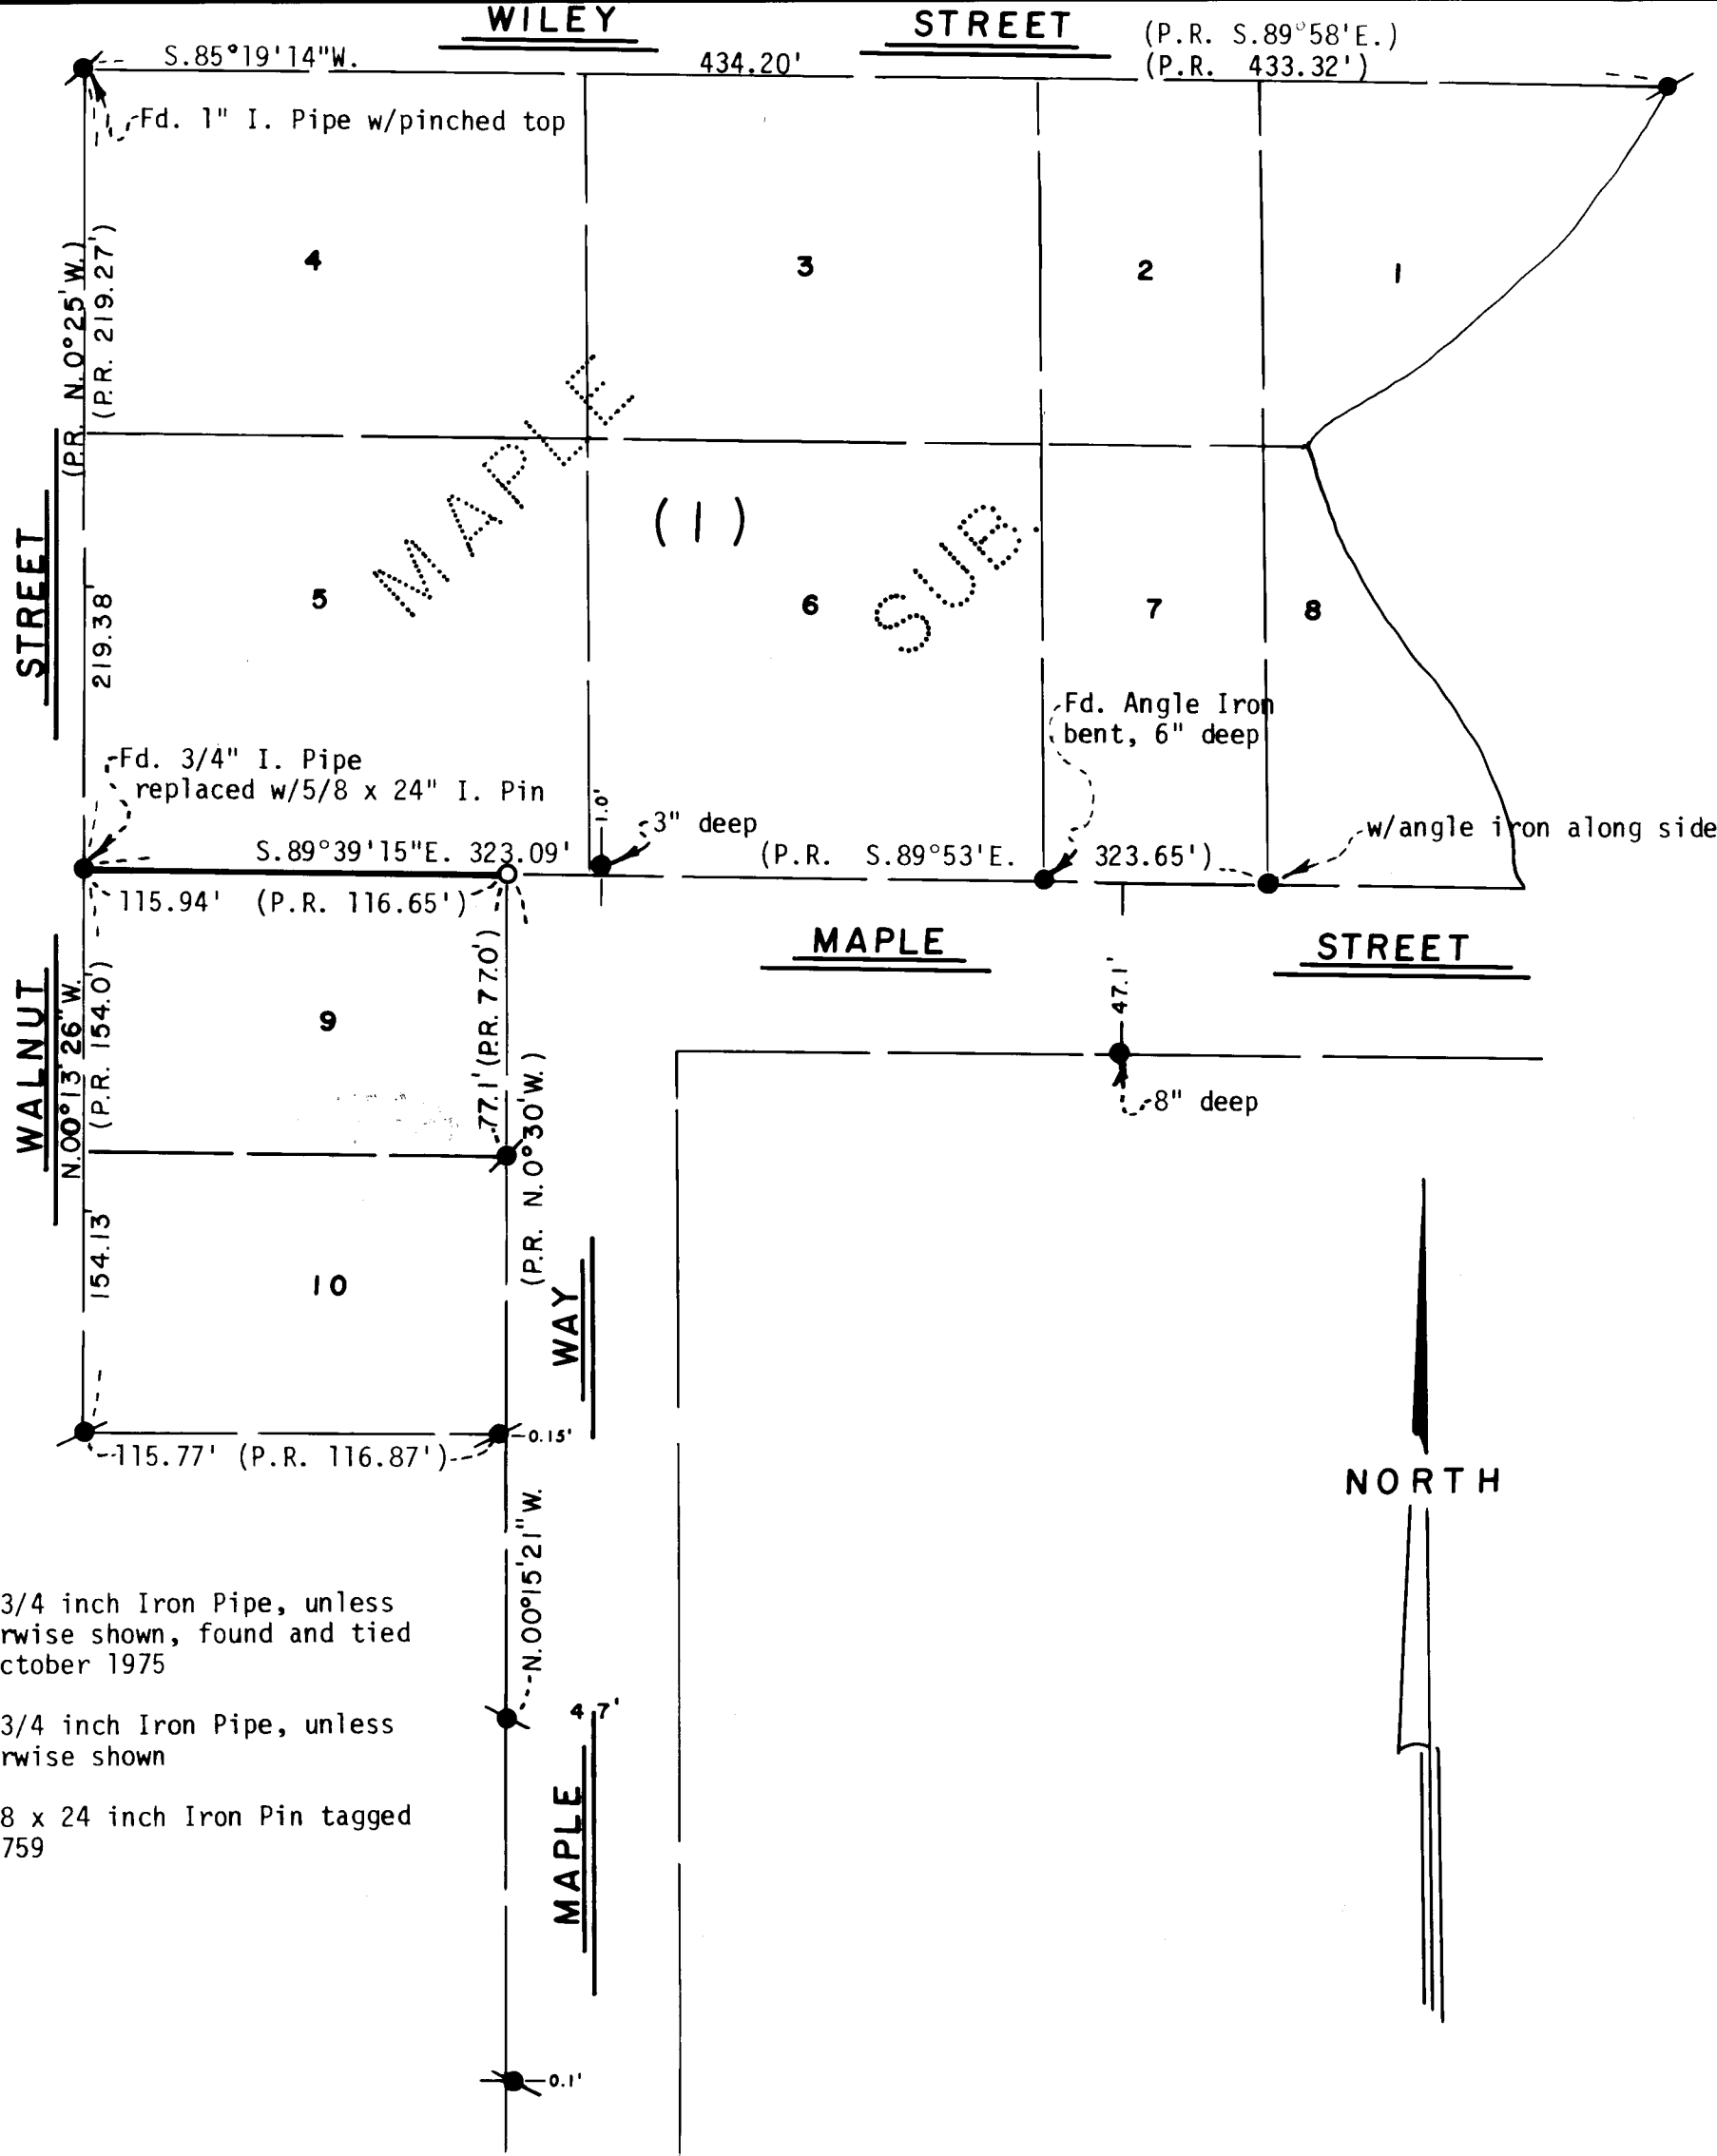 WILEY STREET
(P.R. S.89°58'E.)
(P.R. 433.32')
S.85°19'14"W. 434.20'
Fd. 1" I. Pipe w/pinched top
(P.R. N.0°25'W.)
(P.R. 219.27')
4
3
2
1
MAPLE SUB.
(1)
STREET
219.38'
5
6
7
8
Fd. Angle Iron
bent, 6" deep
Fd. 3/4" I. Pipe
replaced w/5/8 x 24" I. Pin
1.0'
3" deep
w/angle iron along side
S.89°39'15"E. 323.09'
(P.R. S.89°53'E. 323.65')
115.94' (P.R. 116.65')
MAPLE STREET
WALNUT
N.00°13'26"W.
(P.R. 154.0')
154.13'
9
77.1' (P.R. 77.0')
(P.R. N.0°30'W.)
47.1'
8" deep
10
WAY
0.15'
115.77' (P.R. 116.87')
NORTH
N.00°15'21"W.
3/4 inch Iron Pipe, unless
rwise shown, found and tied
ctober 1975
3/4 inch Iron Pipe, unless
rwise shown
8 x 24 inch Iron Pin tagged
759
4.7'
MAPLE
0.1'